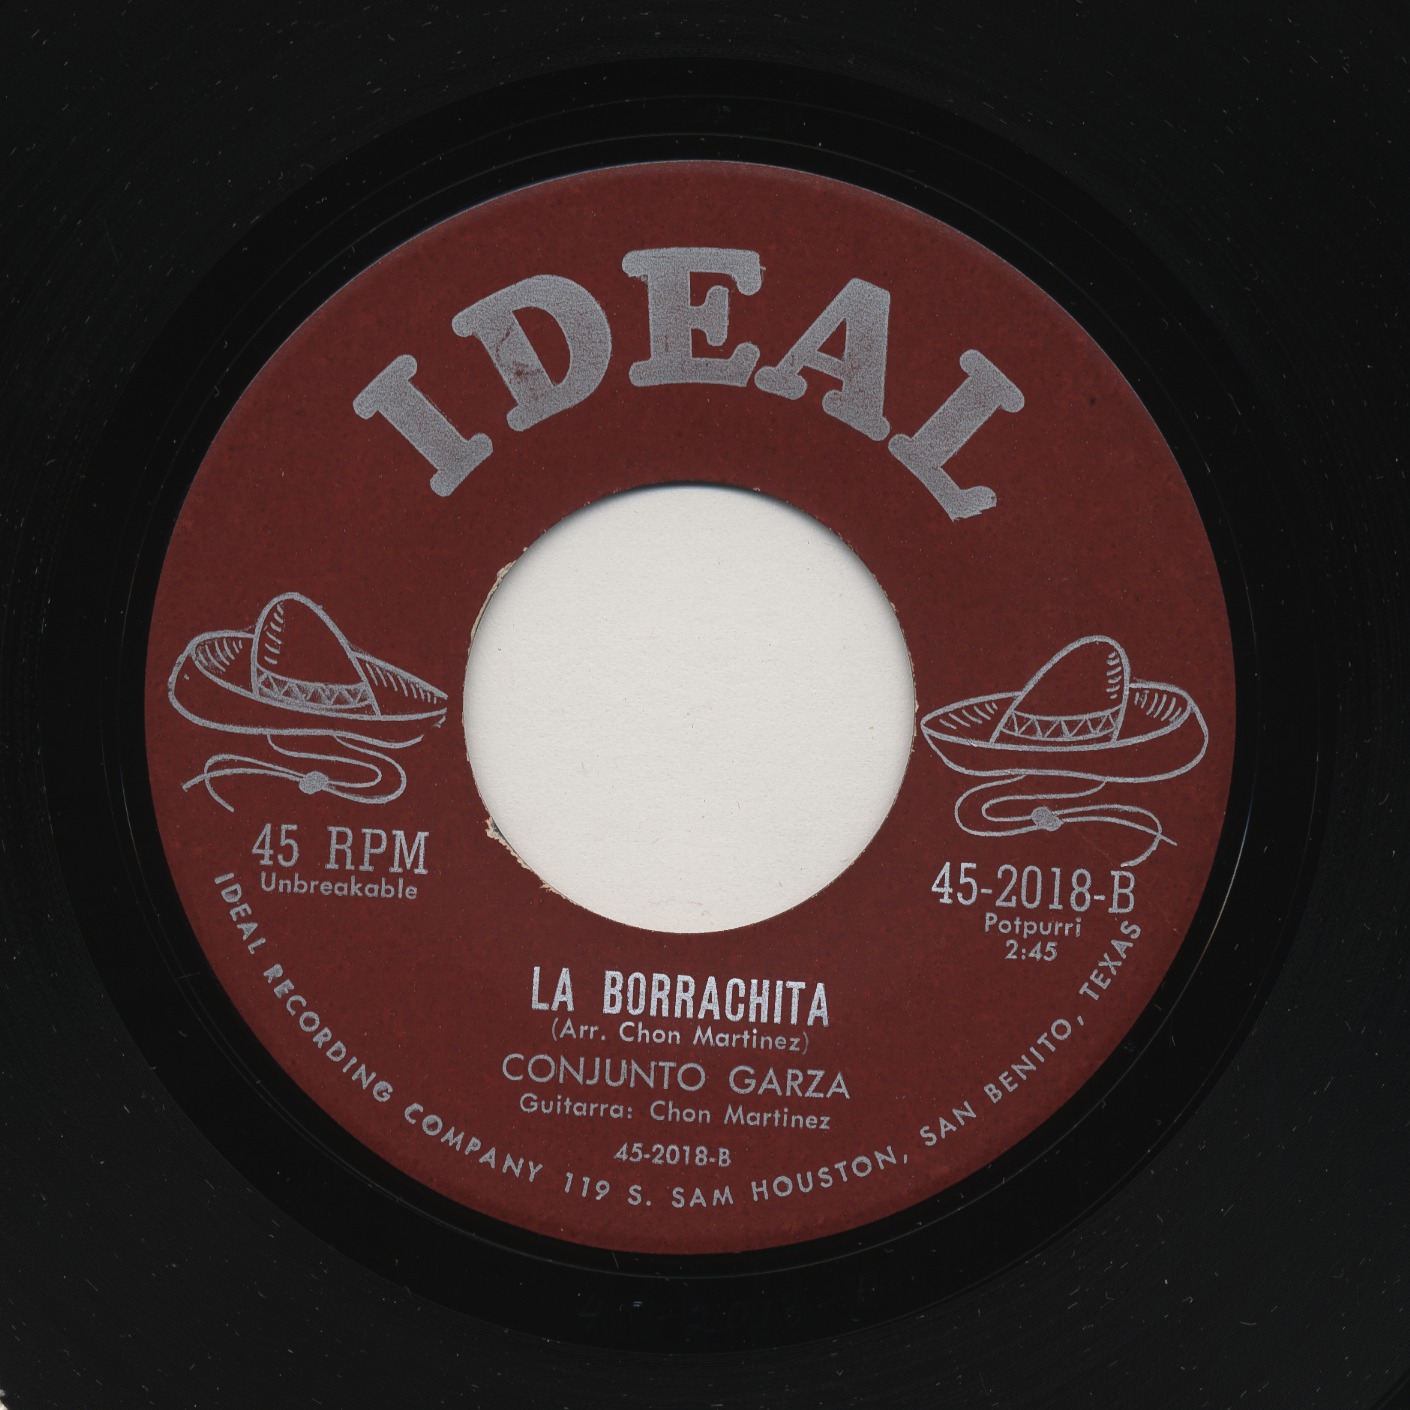 IDEAL
45 RPM
Unbreakable
45-2018-B
Potpurri
2:45
LA BORRACHITA
(Arr. Chon Martinez)
CONJUNTO GARZA
Guitarra: Chon Martinez
45-2018-B
IDEAL RECORDING COMPANY 119 S. SAM HOUSTON, SAN BENITO, TEXAS